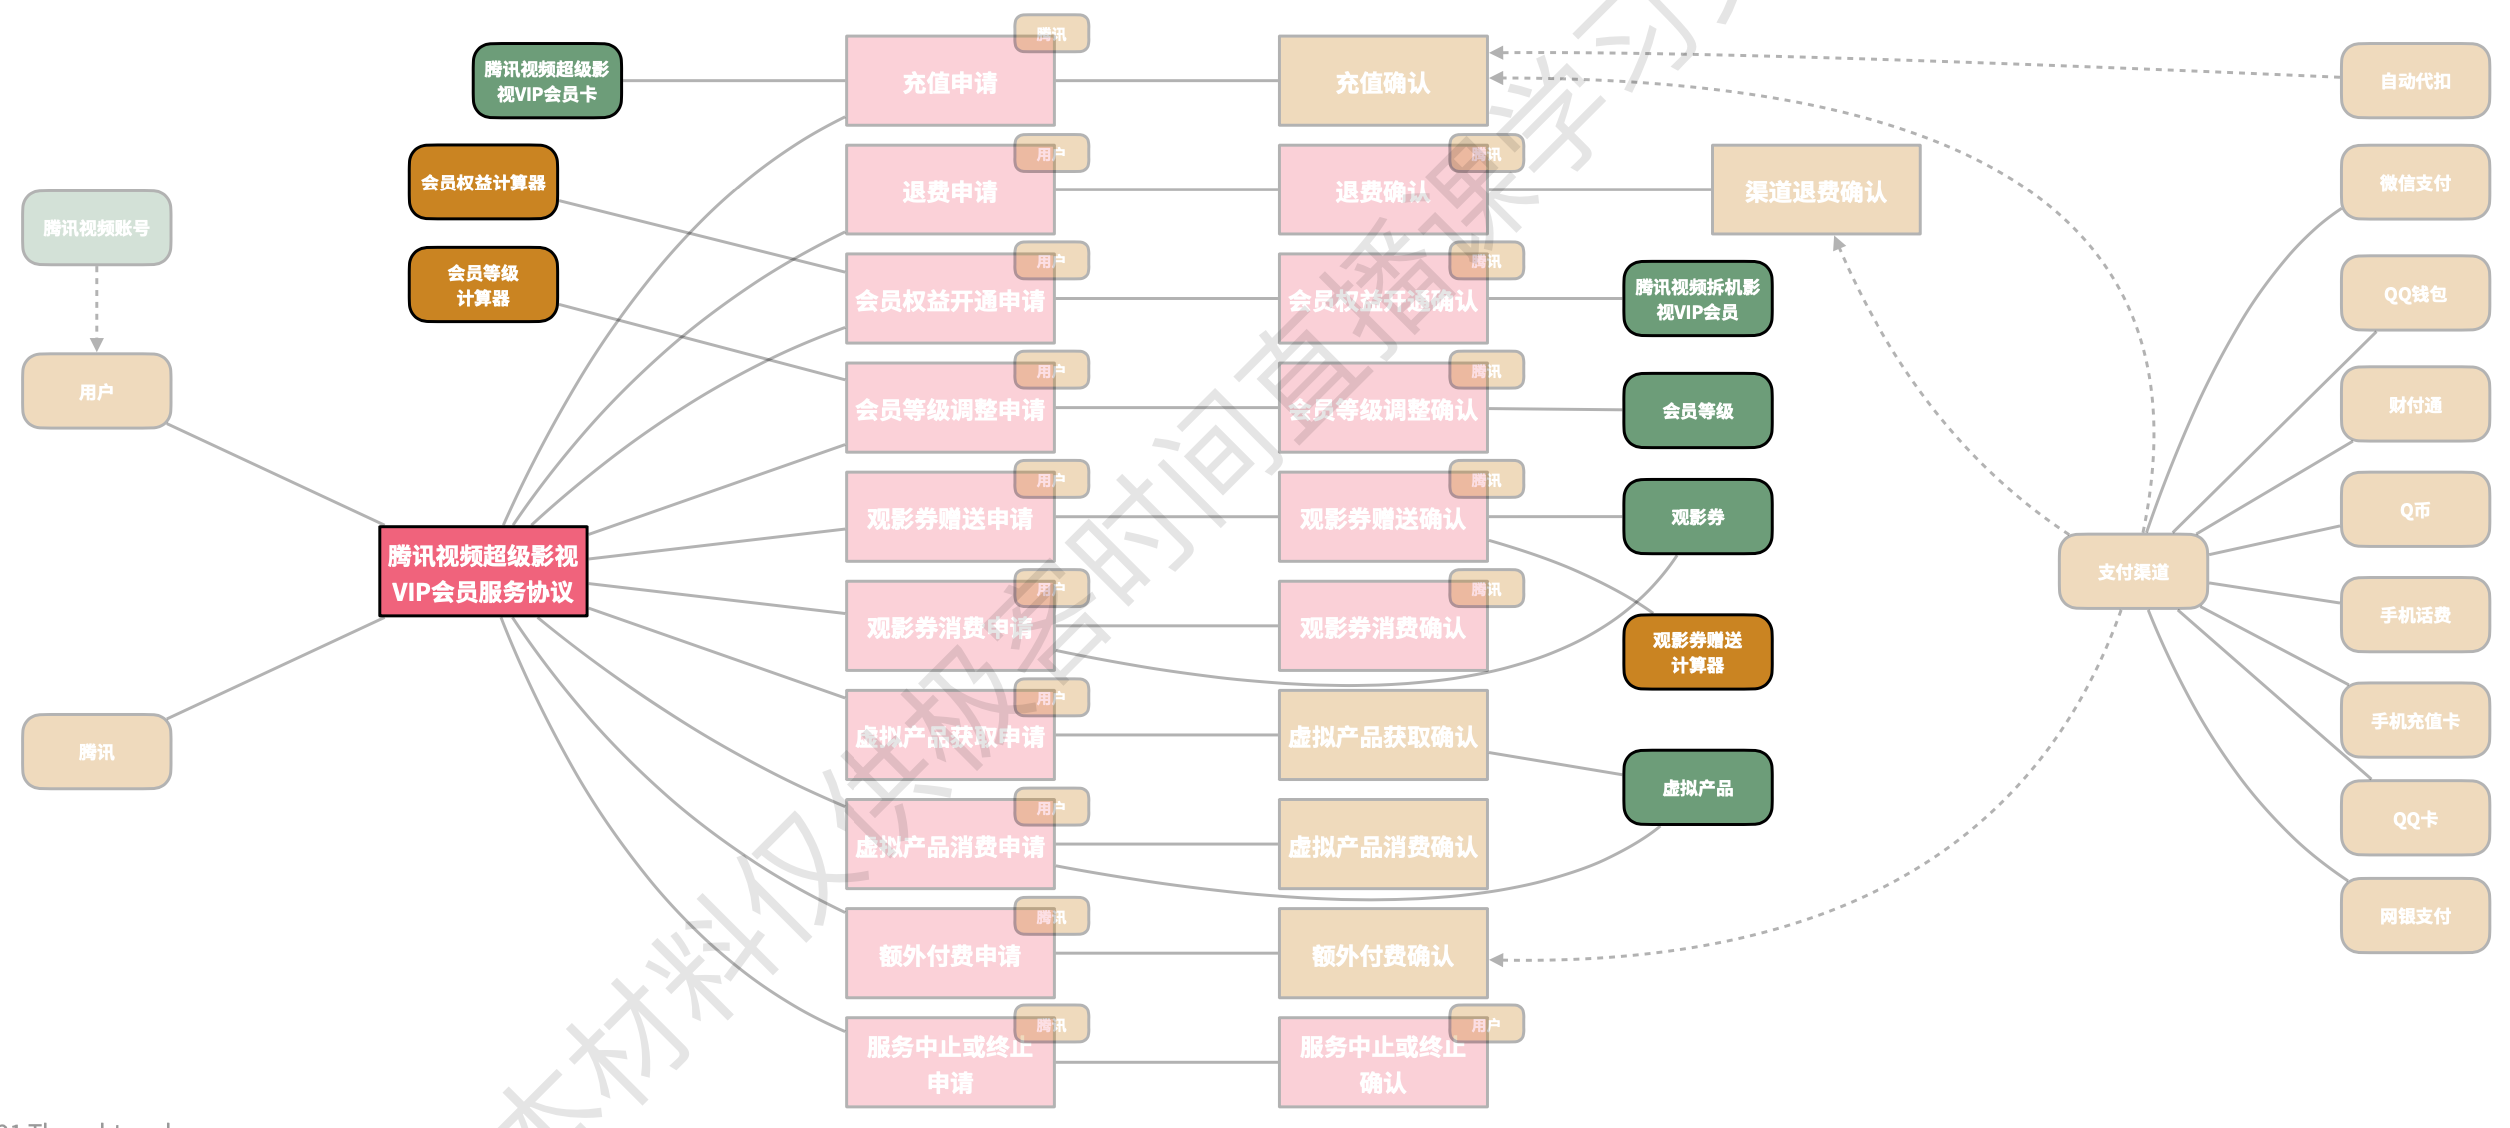 腾讯视频账号
用户
腾讯
腾讯视频超级影
视VIP会员卡
会员权益计算器
会员等级
计算器
腾讯视频超级影视
VIP会员服务协议
腾讯
充值申请
充值确认
用户
退费申请
腾讯
退费确认
渠道退费确认
用户
会员权益开通申请
腾讯
会员权益开通确认
腾讯视频拆机影
视VIP会员
用户
会员等级调整申请
腾讯
会员等级调整确认
会员等级
用户
观影券赠送申请
腾讯
观影券赠送确认
观影券
用户
观影券消费申请
腾讯
观影券消费确认
观影券赠送
计算器
用户
虚拟产品获取申请
虚拟产品获取确认
虚拟产品
用户
虚拟产品消费申请
虚拟产品消费确认
腾讯
额外付费申请
额外付费确认
腾讯
服务中止或终止
申请
用户
服务中止或终止
确认
支付渠道
自动代扣
微信支付
QQ钱包
财付通
Q币
手机话费
手机充值卡
QQ卡
网银支付
本材料仅供极客时间直播课学习